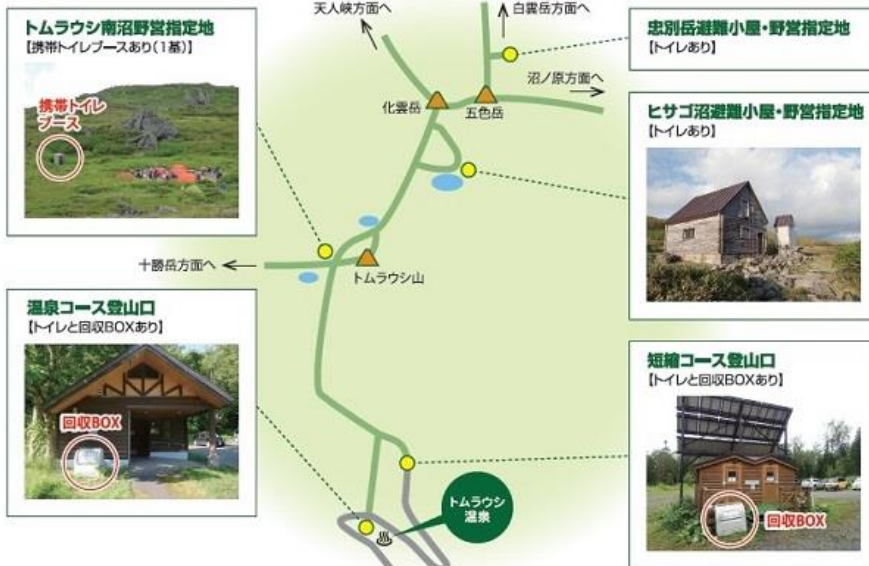 天人峡方面へ
白雲岳方面へ
トムラウシ南沼野営指定地
【携帯トイレブースあり(1基)】
携帯トイレ
ブース
忠別岳避難小屋・野営指定地
【トイレあり】
沼ノ原方面へ
化雲岳
五色岳
ヒサゴ沼避難小屋・野営指定地
【トイレあり】
十勝岳方面へ
トムラウシ山
温泉コース登山口
【トイレと回収BOXあり】
回収BOX
短縮コース登山口
【トイレと回収BOXあり】
回収BOX
トムラウシ
温泉